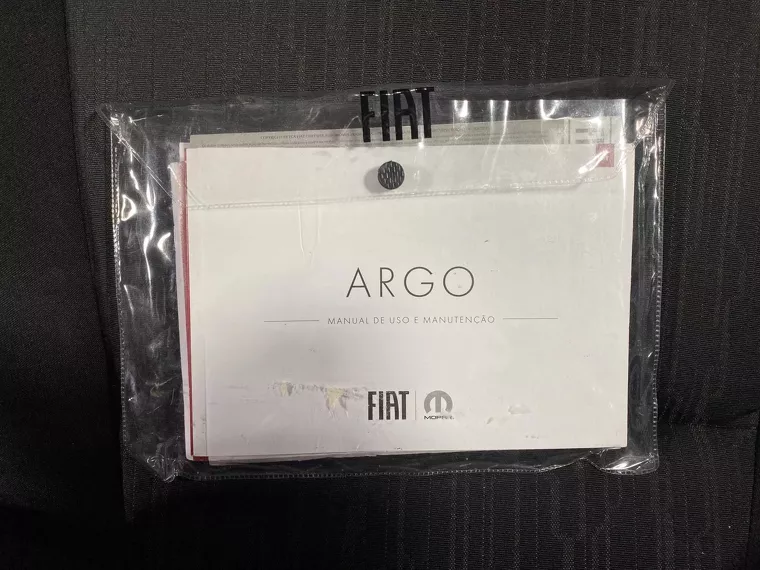 FIAT
ARGO
MANUAL DE USO E MANUTENÇÃO
FIAT
MOPAR